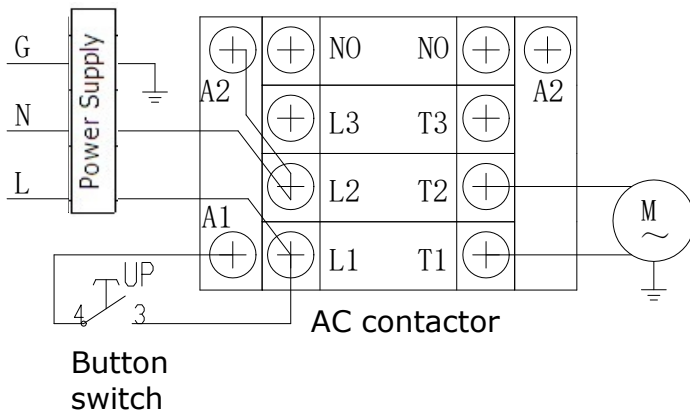 G
N
L
Power Supply
A2
NO
NO
A2
L3
T3
L2
T2
A1
L1
T1
M
~
UP
4
3
AC contactor
Button
switch